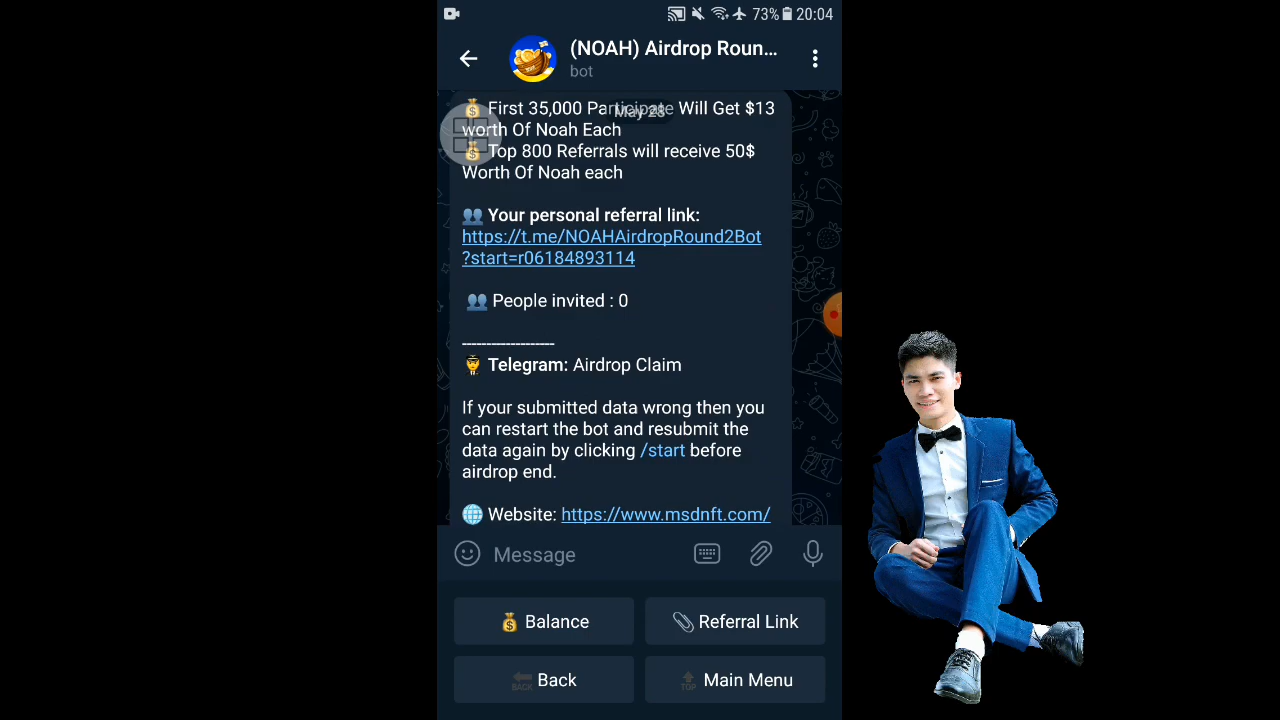 73% 20:04
(NOAH) Airdrop Roun...
bot
May 28
💰 First 35,000 Participate Will Get $13
worth Of Noah Each
💰 Top 800 Referrals will receive 50$
Worth Of Noah each
👥 Your personal referral link:
https://t.me/NOAHAirdropRound2Bot
?start=r06184893114
👥 People invited : 0
-------------------
Telegram: Airdrop Claim
If your submitted data wrong then you
can restart the bot and resubmit the
data again by clicking /start before
airdrop end.
🌐 Website: https://www.msdnft.com/
Message
💰 Balance
📎 Referral Link
BACK Back
TOP Main Menu